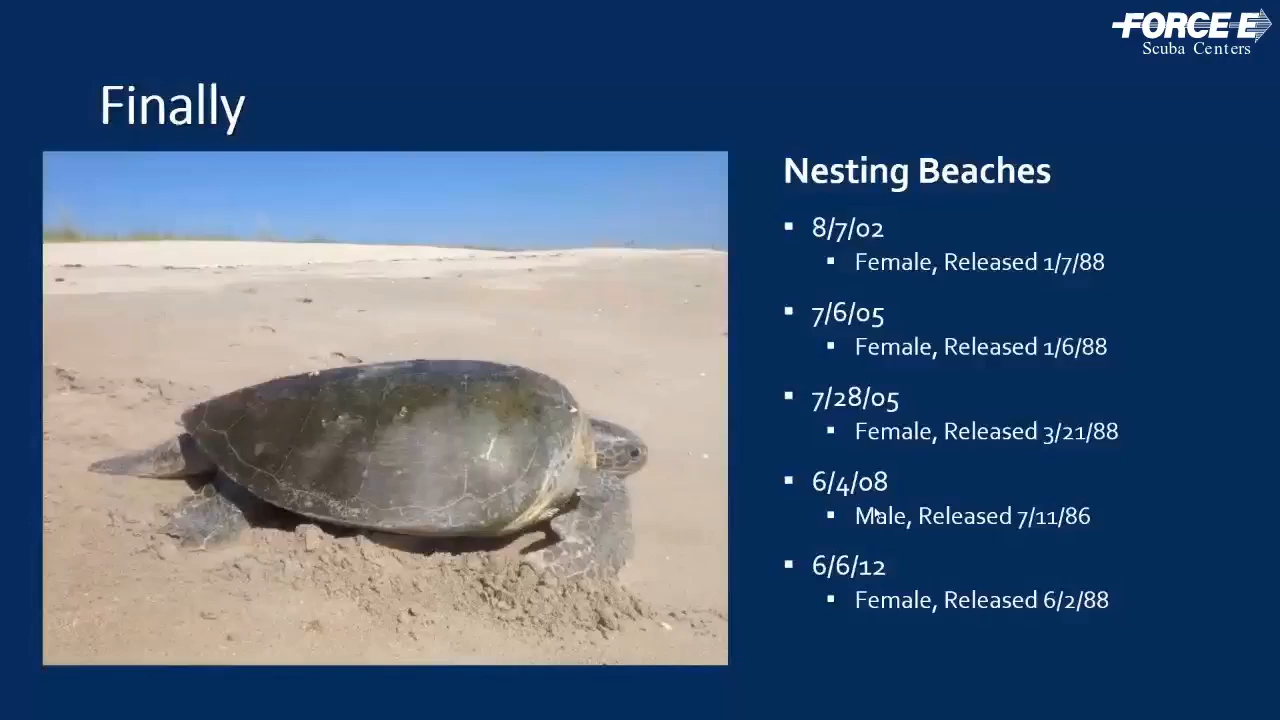 FORCE-E
Scuba Centers
Finally
Nesting Beaches
▪ 8/7/02
▪ Female, Released 1/7/88
▪ 7/6/05
▪ Female, Released 1/6/88
▪ 7/28/05
▪ Female, Released 3/21/88
▪ 6/4/08
▪ Male, Released 7/11/86
▪ 6/6/12
▪ Female, Released 6/2/88